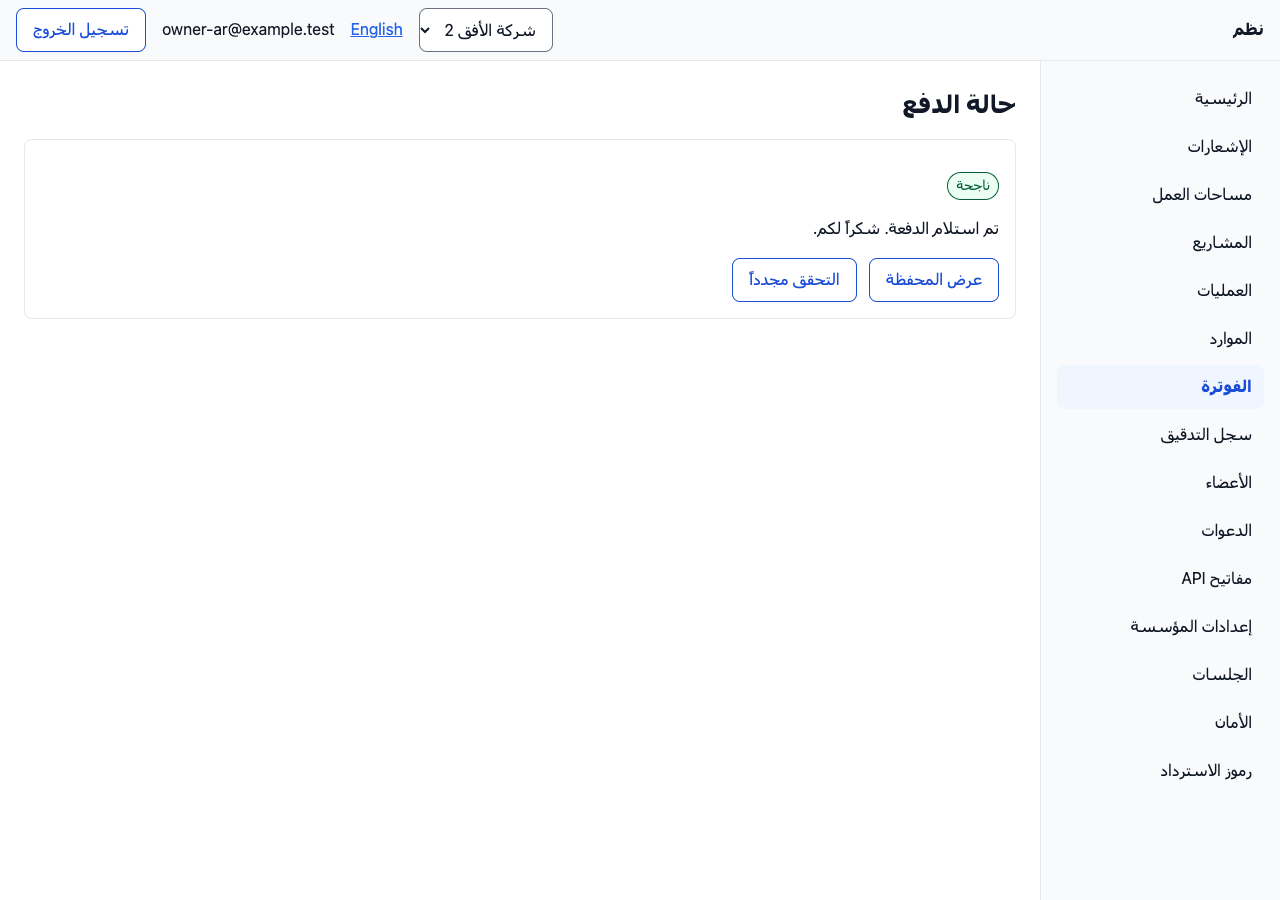 نظم
شركة الأفق 2
English
owner-ar@example.test
تسجيل الخروج
الرئيسية
الإشعارات
مساحات العمل
المشاريع
العمليات
الموارد
الفوترة
سجل التدقيق
الأعضاء
الدعوات
مفاتيح API
إعدادات المؤسسة
الجلسات
الأمان
رموز الاسترداد
حالة الدفع
ناجحة
تم استلام الدفعة. شكراً لكم.
عرض المحفظة
التحقق مجدداً